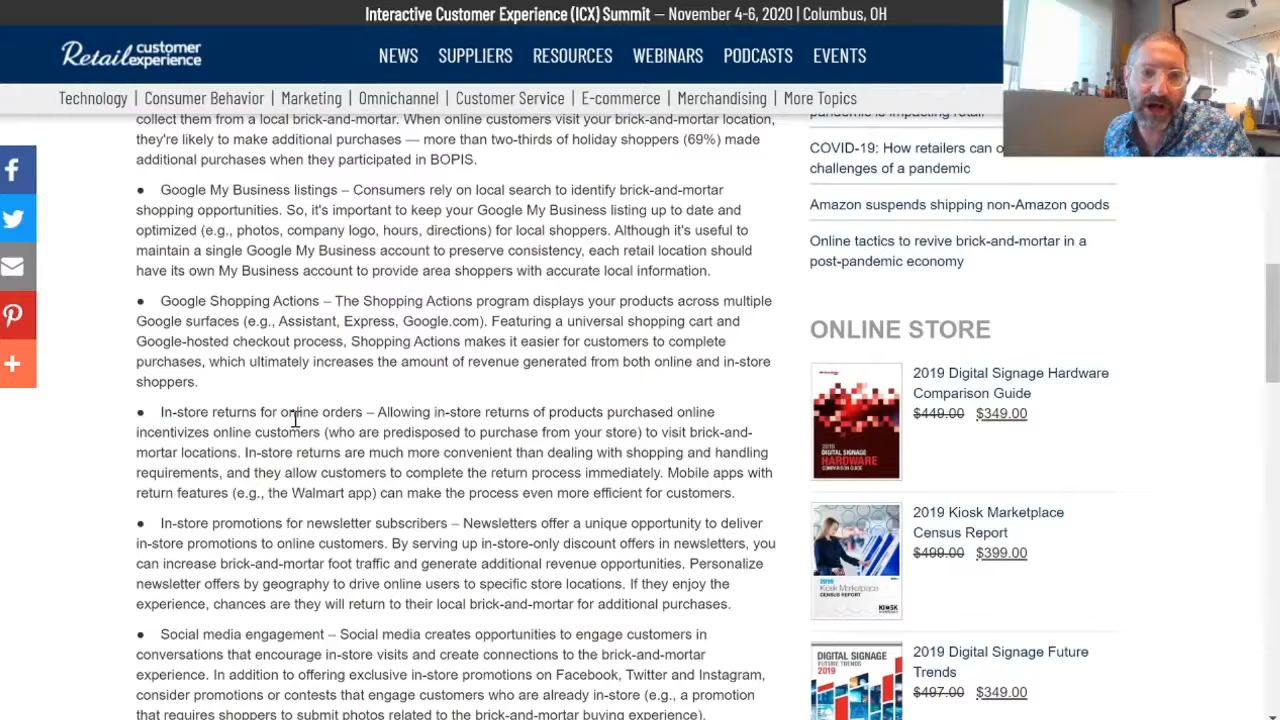 Interactive Customer Experience (ICX) Summit — November 4-6, 2020 | Columbus, OH
Retail customer experience
NEWS SUPPLIERS RESOURCES WEBINARS PODCASTS EVENTS
Technology | Consumer Behavior | Marketing | Omnichannel | Customer Service | E-commerce | Merchandising | More Topics
collect them from a local brick-and-mortar. When online customers visit your brick-and-mortar location,
they're likely to make additional purchases — more than two-thirds of holiday shoppers (69%) made
additional purchases when they participated in BOPIS.
● Google My Business listings – Consumers rely on local search to identify brick-and-mortar
shopping opportunities. So, it's important to keep your Google My Business listing up to date and
optimized (e.g., photos, company logo, hours, directions) for local shoppers. Although it's useful to
maintain a single Google My Business account to preserve consistency, each retail location should
have its own My Business account to provide area shoppers with accurate local information.
● Google Shopping Actions – The Shopping Actions program displays your products across multiple
Google surfaces (e.g., Assistant, Express, Google.com). Featuring a universal shopping cart and
Google-hosted checkout process, Shopping Actions makes it easier for customers to complete
purchases, which ultimately increases the amount of revenue generated from both online and in-store
shoppers.
● In-store returns for online orders – Allowing in-store returns of products purchased online
incentivizes online customers (who are predisposed to purchase from your store) to visit brick-and-
mortar locations. In-store returns are much more convenient than dealing with shopping and handling
requirements, and they allow customers to complete the return process immediately. Mobile apps with
return features (e.g., the Walmart app) can make the process even more efficient for customers.
● In-store promotions for newsletter subscribers – Newsletters offer a unique opportunity to deliver
in-store promotions to online customers. By serving up in-store-only discount offers in newsletters, you
can increase brick-and-mortar foot traffic and generate additional revenue opportunities. Personalize
newsletter offers by geography to drive online users to specific store locations. If they enjoy the
experience, chances are they will return to their local brick-and-mortar for additional purchases.
● Social media engagement – Social media creates opportunities to engage customers in
conversations that encourage in-store visits and create connections to the brick-and-mortar
experience. In addition to offering exclusive in-store promotions on Facebook, Twitter and Instagram,
consider promotions or contests that engage customers who are already in-store (e.g., a promotion
that requires shoppers to submit photos related to the brick-and-mortar buying experience).
pandemic is impacting retail
COVID-19: How retailers can o
challenges of a pandemic
Amazon suspends shipping non-Amazon goods
Online tactics to revive brick-and-mortar in a
post-pandemic economy
ONLINE STORE
2019
DIGITAL SIGNAGE
HARDWARE
COMPARISON GUIDE
2019 Digital Signage Hardware
Comparison Guide
$449.00 $349.00
2019
Kiosk Marketplace
CENSUS REPORT
KIOSK
2019 Kiosk Marketplace
Census Report
$499.00 $399.00
DIGITAL SIGNAGE
FUTURE TRENDS
2019
2019 Digital Signage Future
Trends
$497.00 $349.00